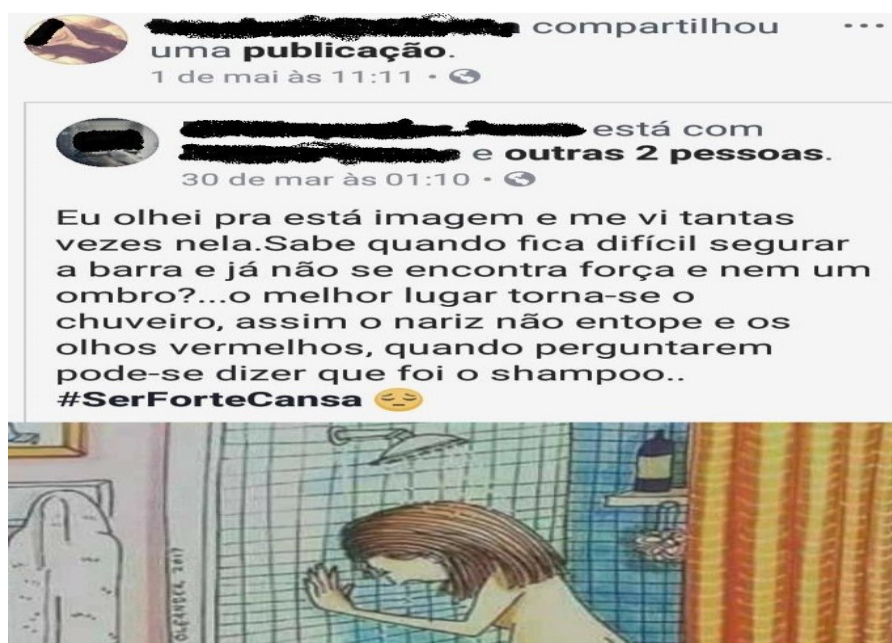 compartilhou
uma publicação.
1 de mai às 11:11
está com
e outras 2 pessoas.
30 de mar às 01:10
Eu olhei pra está imagem e me vi tantas
vezes nela.Sabe quando fica difícil segurar
a barra e já não se encontra força e nem um
ombro?...o melhor lugar torna-se o
chuveiro, assim o nariz não entope e os
olhos vermelhos, quando perguntarem
pode-se dizer que foi o shampoo..
#SerForteCansa 😔